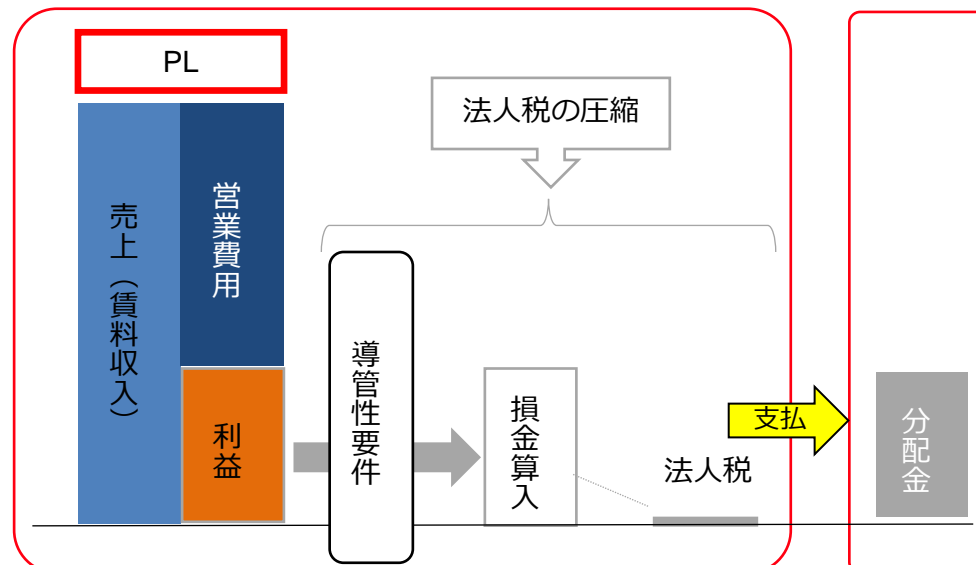 PL
法人税の圧縮
売上（賃料収入）
営業費用
利益
導管性要件
損金算入
法人税
支払
分配金